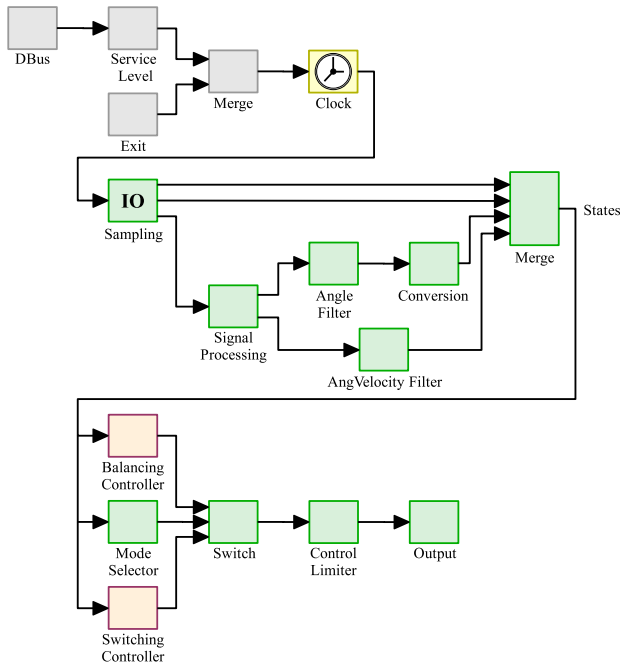 DBus
Service
Level
Exit
Merge
Clock
IO
Sampling
Merge
States
Signal
Processing
Angle
Filter
Conversion
AngVelocity Filter
Balancing
Controller
Mode
Selector
Switching
Controller
Switch
Control
Limiter
Output